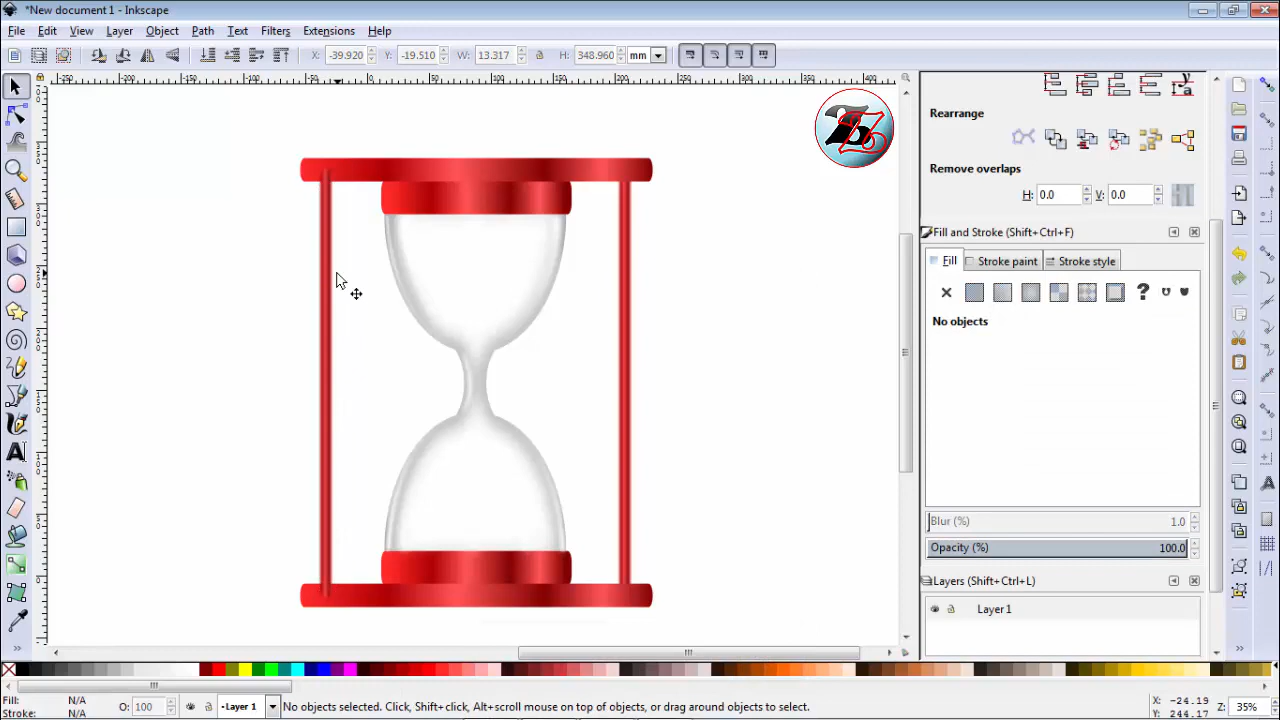 *New document1 - Inkscape
File Edit View Layer Object Path Text Filters Extensions Help
X: -39.920 Y: -19.510 W: 13.317 H: 348.960 mm
Rearrange
Remove overlaps
H: 0.0 V: 0.0
Fill and Stroke (Shift+Ctrl+F)
Fill Stroke paint Stroke style
No objects
Blur (%) 1.0
Opacity (%) 100.0
Layers (Shift+Ctrl+L)
Layer 1
Fill: N/A
Stroke: N/A
O: 100
Layer 1
No objects selected. Click, Shift+click, Alt+scroll mouse on top of objects, or drag around objects to select.
X: -24.19
Y: 244.17
Z: 35%